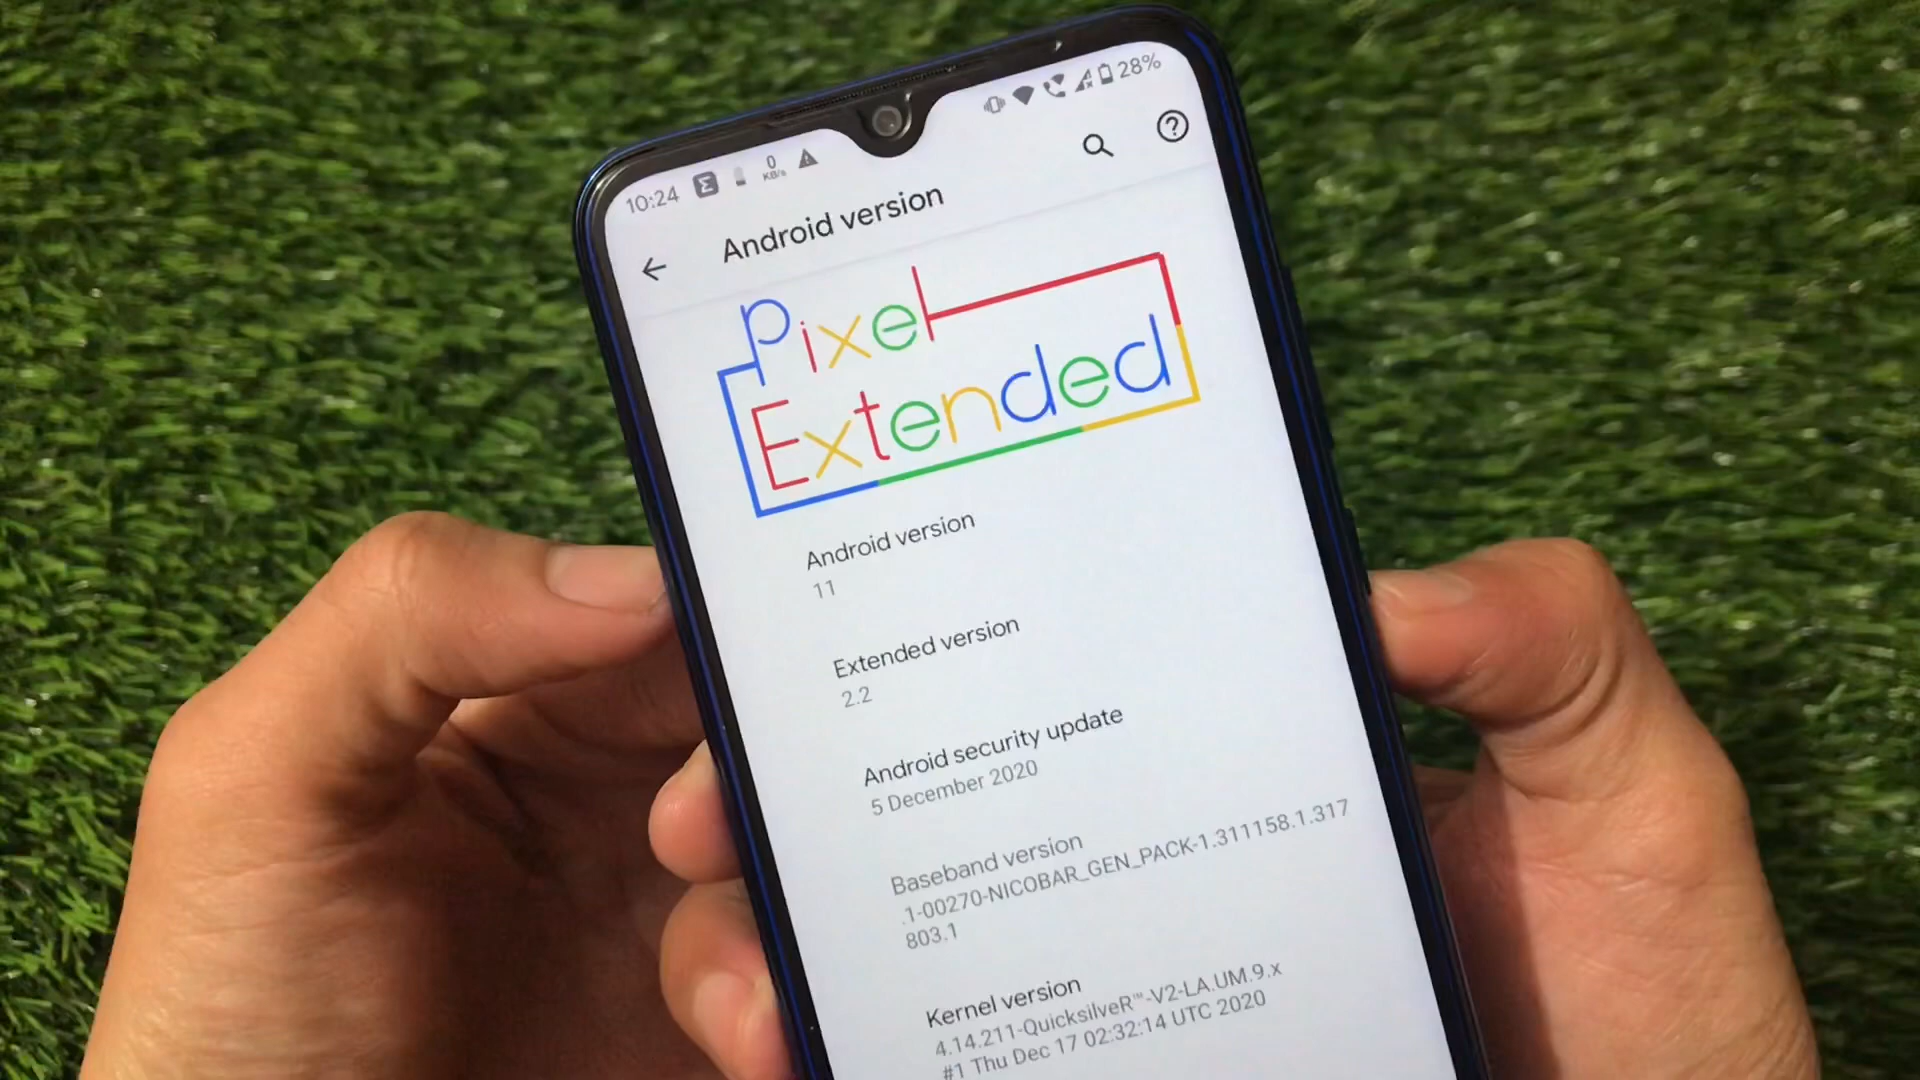 10:24 0 KB/s 28%
Android version
Pixel
Extended
Android version
11
Extended version
2.2
Android security update
5 December 2020
Baseband version
.1-00270-NICOBAR_GEN_PACK-1.311158.1.317
803.1
Kernel version
4.14.211-QuicksilveR™-V2-LA.UM.9.x
#1 Thu Dec 17 02:32:14 UTC 2020